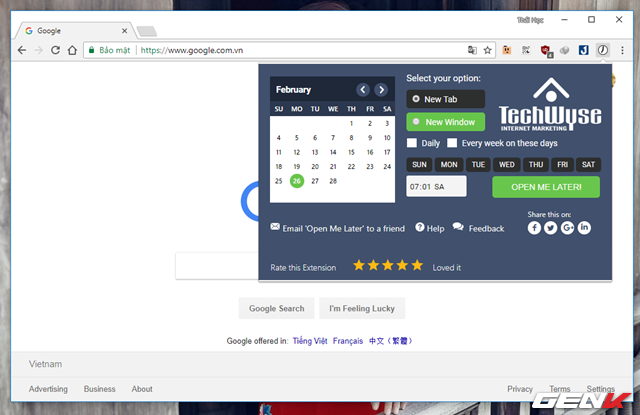 Thái Học
Google
Bảo mật | https://www.google.com.vn
4
February
SU MO TU WE TH FR SA
1 2 3
4 5 6 7 8 9 10
11 12 13 14 15 16 17
18 19 20 21 22 23 24
25 26 27 28
Select your option:
New Tab
New Window
TechWyse
INTERNET MARKETING
Daily Every week on these days
SUN MON TUE WED THU FRI SAT
07:01 SA
OPEN ME LATER!
Share this on:
Email 'Open Me Later' to a friend Help Feedback
Rate this Extension Loved it
Google Search I'm Feeling Lucky
Google offered in: Tiếng Việt Français 中文 (繁體)
Vietnam
Advertising Business About Privacy Terms Settings
GENK